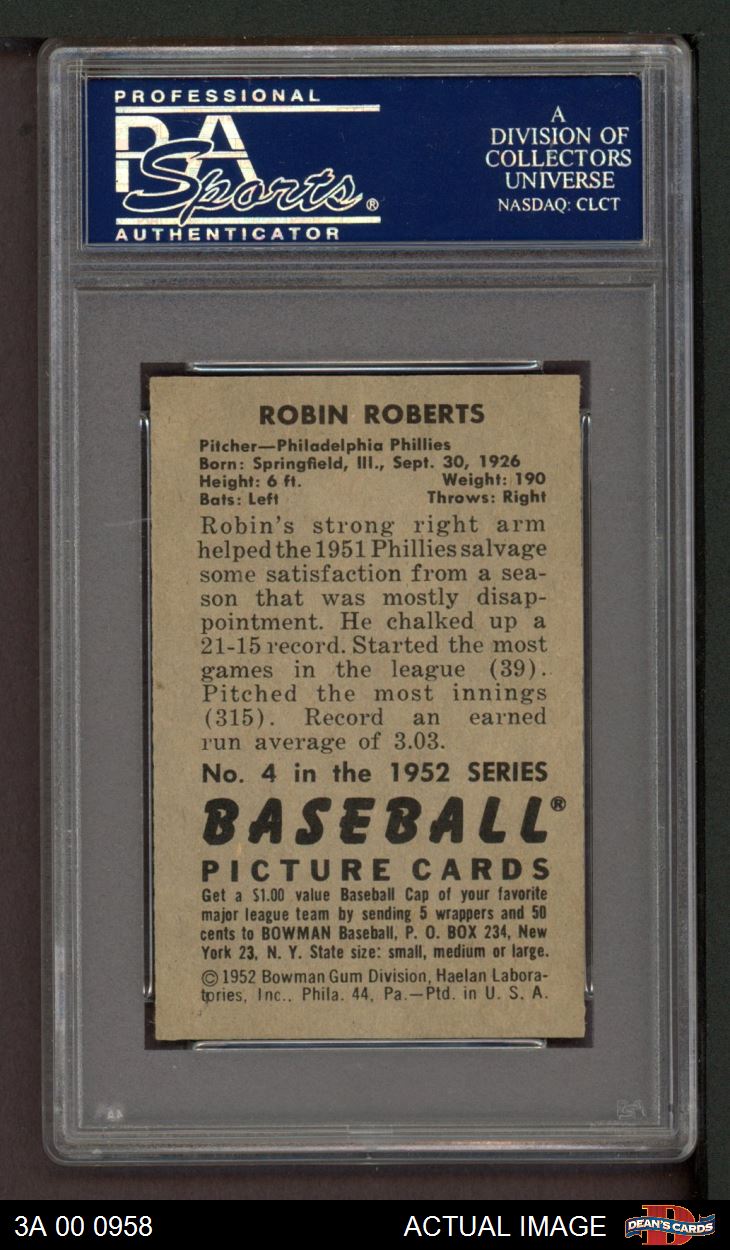 PROFESSIONAL
PSA
Sports®
AUTHENTICATOR
A
DIVISION OF
COLLECTORS
UNIVERSE
NASDAQ: CLCT
ROBIN ROBERTS
Pitcher—Philadelphia Phillies
Born: Springfield, Ill., Sept. 30, 1926
Height: 6 ft. Weight: 190
Bats: Left Throws: Right
Robin's strong right arm
helped the 1951 Phillies salvage
some satisfaction from a sea-
son that was mostly disap-
pointment. He chalked up a
21-15 record. Started the most
games in the league (39).
Pitched the most innings
(315). Record an earned
run average of 3.03.
No. 4 in the 1952 SERIES
BASEBALL®
PICTURE CARDS
Get a $1.00 value Baseball Cap of your favorite
major league team by sending 5 wrappers and 50
cents to BOWMAN Baseball, P. O. BOX 234, New
York 23, N. Y. State size: small, medium or large.
© 1952 Bowman Gum Division, Haelan Labora-
tories, Inc., Phila. 44, Pa.—Ptd. in U. S. A.
PSA
3A 00 0958
ACTUAL IMAGE
DEAN'S CARDS